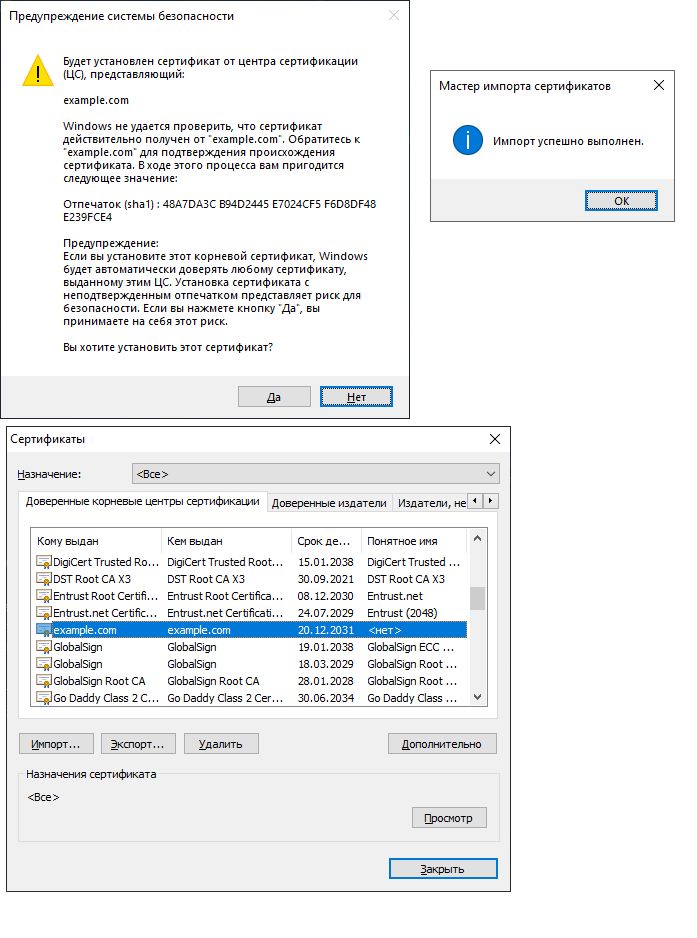 Предупреждение системы безопасности
Будет установлен сертификат от центра сертификации
(ЦС), представляющий:
example.com
Windows не удается проверить, что сертификат
действительно получен от "example.com". Обратитесь к
"example.com" для подтверждения происхождения
сертификата. В ходе этого процесса вам пригодится
следующее значение:
Отпечаток (sha1) : 48A7DA3C B94D2445 E7024CF5 F6D8DF48
E239FCE4
Предупреждение:
Если вы установите этот корневой сертификат, Windows
будет автоматически доверять любому сертификату,
выданному этим ЦС. Установка сертификата с
неподтвержденным отпечатком представляет риск для
безопасности. Если вы нажмете кнопку "Да", вы
принимаете на себя этот риск.
Вы хотите установить этот сертификат?
Да Нет
Мастер импорта сертификатов
Импорт успешно выполнен.
ОК
Сертификаты
Назначение: <Все>
Доверенные корневые центры сертификации Доверенные издатели Издатели, не
Кому выдан Кем выдан Срок де... Понятное имя
DigiCert Trusted Ro... DigiCert Trusted Root... 15.01.2038 DigiCert Trusted ...
DST Root CA X3 DST Root CA X3 30.09.2021 DST Root CA X3
Entrust Root Certifi... Entrust Root Certific... 08.12.2030 Entrust.net
Entrust.net Certific... Entrust.net Certificati... 24.07.2029 Entrust (2048)
example.com example.com 20.12.2031 <нет>
GlobalSign GlobalSign 19.01.2038 GlobalSign ECC ...
GlobalSign GlobalSign 18.03.2029 GlobalSign Root ...
GlobalSign Root CA GlobalSign Root CA 28.01.2028 GlobalSign Root ...
Go Daddy Class 2 C... Go Daddy Class 2 Cer... 30.06.2034 Go Daddy Class 2 ...
Импорт... Экспорт... Удалить Дополнительно
Назначения сертификата
<Все>
Просмотр
Закрыть